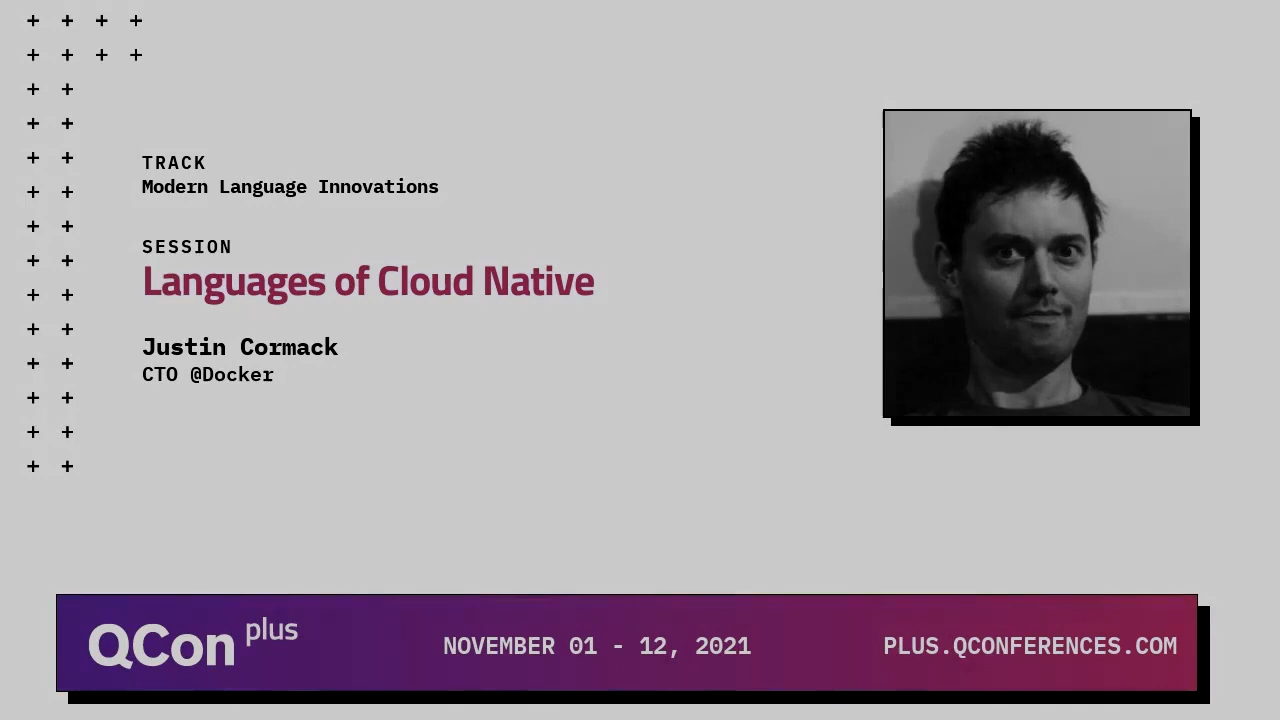 TRACK
Modern Language Innovations
SESSION
Languages of Cloud Native
Justin Cormack
CTO @Docker
QCon plus
NOVEMBER 01 - 12, 2021
PLUS.QCONFERENCES.COM